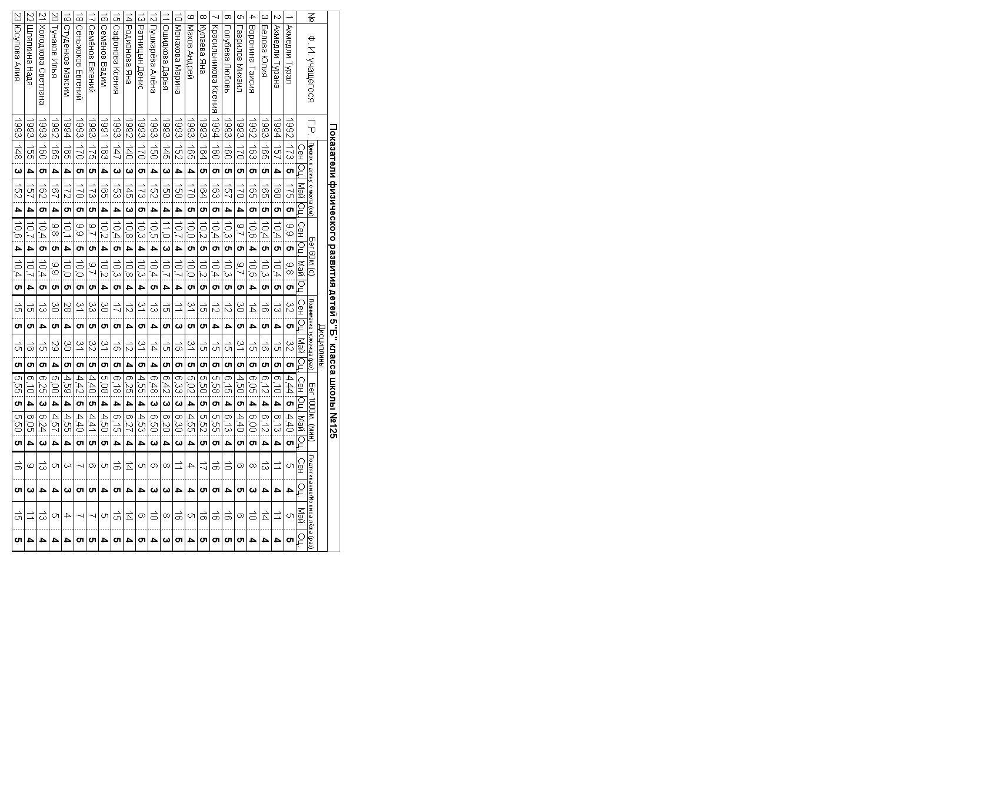 Показатели физического развития детей 5"Б" класса школы №125
№ Ф. И. учащегося Г.Р. Дисциплины
Прыжок в длину с места (см) Бег 60м. (с) Поднимание туловища (раз) Бег 1000м. (мин) Подтягивание/Из виса лёжа (раз)
Сен Оц. Май Оц. Сен Оц. Май Оц. Сен Оц. Май Оц. Сен Оц. Май Оц. Сен Оц. Май Оц.
1 Ахмедли Турал 1992 173 5 175 5 9,9 5 9,8 5 32 5 32 5 4,44 5 4,40 5 5 4 5 5
2 Ахмедли Турана 1994 157 4 160 5 10,4 5 10,4 5 13 4 15 5 6,10 4 6,13 4 11 4 11 4
3 Белова Юлия 1993 165 5 165 5 10,4 5 10,3 5 16 5 16 5 6,12 4 6,12 4 13 4 14 4
4 Воронина Таисия 1992 163 5 165 5 10,6 4 10,6 4 14 4 15 5 6,05 4 6,00 5 8 3 10 4
5 Гаврилов Михаил 1993 170 5 170 4 9,7 5 9,7 5 30 5 31 5 4,50 5 4,40 5 6 5 6 5
6 Голубева Любовь 1993 160 5 157 4 10,3 5 10,3 5 12 4 15 5 6,15 4 6,13 4 10 4 16 5
7 Красильникова Ксения 1994 160 5 163 5 10,4 5 10,4 5 12 4 15 5 5,58 5 5,55 5 16 5 16 5
8 Кулаева Яна 1993 164 5 164 5 10,2 5 10,2 5 15 5 15 5 5,50 5 5,52 5 17 5 16 5
9 Махов Андрей 1993 165 4 170 5 10,0 5 10,0 5 31 5 31 5 5,02 4 4,55 4 4 4 5 4
10 Монахова Марина 1993 152 4 150 4 10,7 4 10,7 4 11 3 16 5 6,33 3 6,30 3 11 4 16 5
11 Ошидкова Дарья 1993 145 3 150 4 11,0 3 10,7 4 15 5 15 5 6,42 3 6,20 4 8 3 8 3
12 Пушкарёва Алёна 1993 150 4 152 4 10,5 4 10,4 5 13 4 14 4 6,48 3 6,50 3 6 3 10 4
13 Ратницын Денис 1993 170 5 173 5 10,3 4 10,3 4 31 5 31 5 4,55 4 4,53 4 5 4 6 5
14 Родионова Яна 1992 140 3 145 3 10,8 4 10,8 4 12 4 12 4 6,25 4 6,27 4 14 4 14 4
15 Сафонова Ксения 1993 147 3 153 4 10,4 5 10,3 5 17 5 16 5 6,18 4 6,15 4 16 5 15 5
16 Семёнов Вадим 1991 163 4 165 4 10,2 4 10,2 4 30 5 31 5 5,08 4 4,50 5 5 4 5 4
17 Семёнов Евгений 1993 175 5 173 5 9,7 5 9,7 5 33 5 32 5 4,40 5 4,41 5 6 5 7 5
18 Сеньжоков Евгений 1993 170 5 170 5 9,9 5 10,0 5 31 5 31 5 4,42 5 4,40 5 7 5 7 5
19 Студенков Максим 1994 165 4 172 5 10,1 4 10,0 5 28 4 30 5 4,59 4 4,55 4 3 3 4 4
20 Тунаков Илья 1992 165 4 167 4 9,8 5 9,9 5 30 5 29 4 5,00 4 4,57 4 5 4 5 4
21 Холодкова Светлана 1993 160 5 162 5 10,4 5 10,4 5 13 4 15 5 6,25 3 6,24 3 13 4 13 4
22 Шляпкина Надя 1993 155 4 157 4 10,7 4 10,7 4 15 5 16 5 6,10 4 6,05 4 9 3 11 4
23 Юсупова Алия 1993 148 3 152 4 10,6 4 10,4 5 15 5 15 5 5,55 5 5,50 5 16 5 15 5